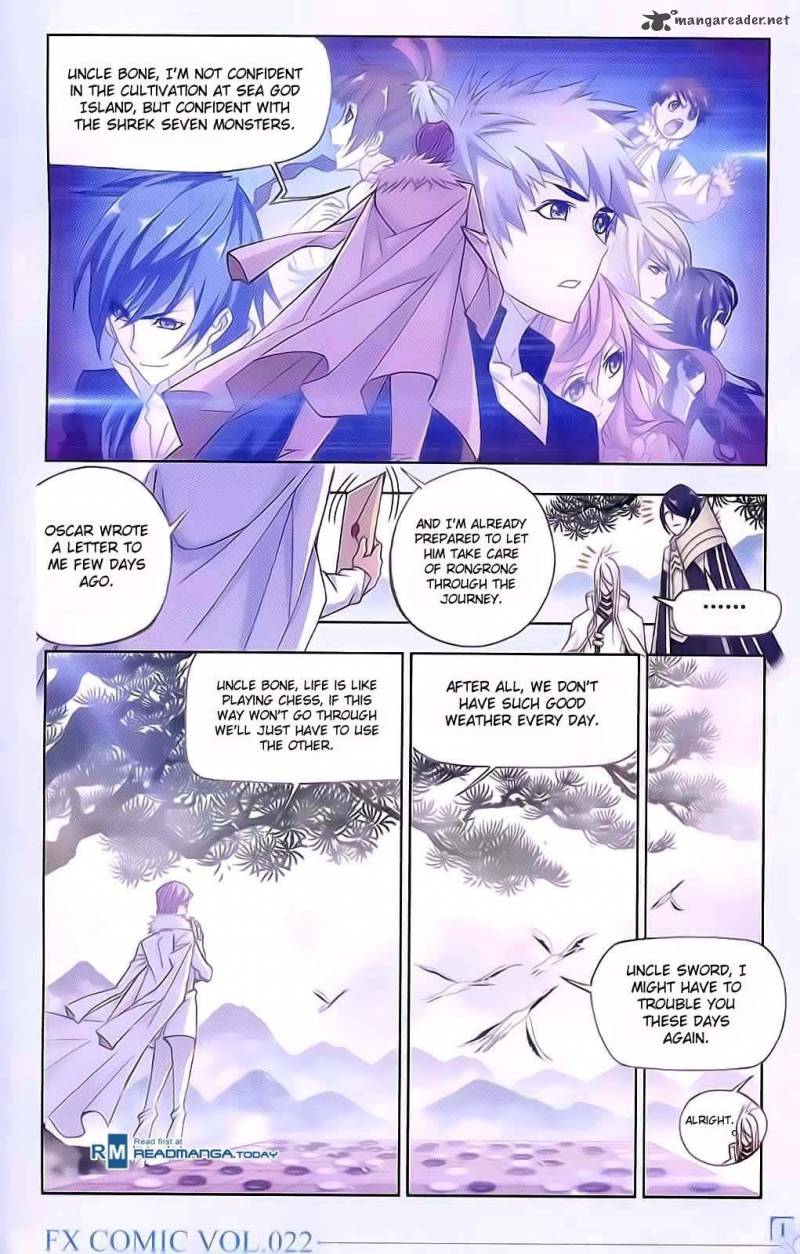 mangareader.net
UNCLE BONE, I'M NOT CONFIDENT
IN THE CULTIVATION AT SEA GOD
ISLAND, BUT CONFIDENT WITH
THE SHREK SEVEN MONSTERS.
OSCAR WROTE
A LETTER TO
ME FEW DAYS
AGO.
AND I'M ALREADY
PREPARED TO LET
HIM TAKE CARE
OF RONGRONG
THROUGH THE
JOURNEY.
......
UNCLE BONE, LIFE IS LIKE
PLAYING CHESS, IF THIS
WAY WON'T GO THROUGH
WE'LL JUST HAVE TO USE
THE OTHER.
AFTER ALL, WE DON'T
HAVE SUCH GOOD
WEATHER EVERY DAY.
UNCLE SWORD, I
MIGHT HAVE TO
TROUBLE YOU
THESE DAYS
AGAIN.
ALRIGHT.
RM
Read first at
READMANGA.TODAY
FX COMIC VOL.022
1